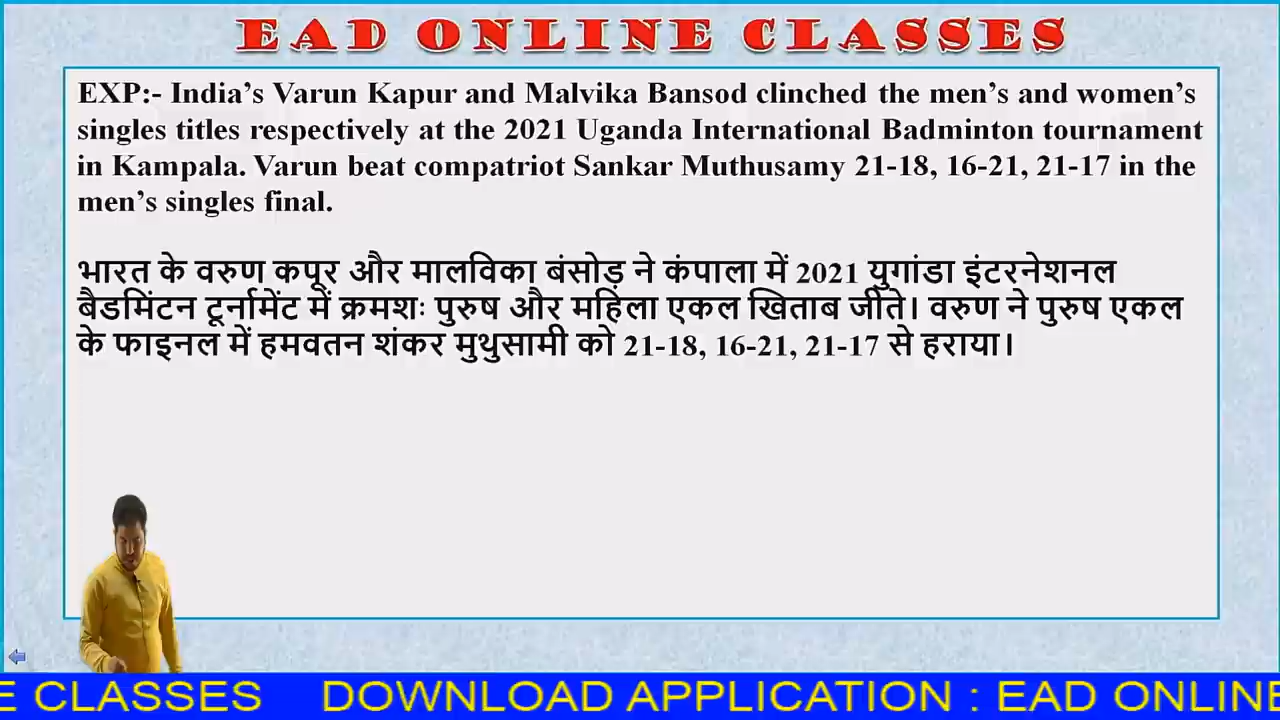 EAD ONLINE CLASSES
EXP:- India’s Varun Kapur and Malvika Bansod clinched the men’s and women’s
singles titles respectively at the 2021 Uganda International Badminton tournament
in Kampala. Varun beat compatriot Sankar Muthusamy 21-18, 16-21, 21-17 in the
men’s singles final.
भारत के वरुण कपूर और मालविका बंसोड़ ने कंपाला में 2021 युगांडा इंटरनेशनल
बैडमिंटन टूर्नामेंट में क्रमशः पुरुष और महिला एकल खिताब जीते। वरुण ने पुरुष एकल
के फाइनल में हमवतन शंकर मुथुसामी को 21-18, 16-21, 21-17 से हराया।
E CLASSES DOWNLOAD APPLICATION : EAD ONLINE